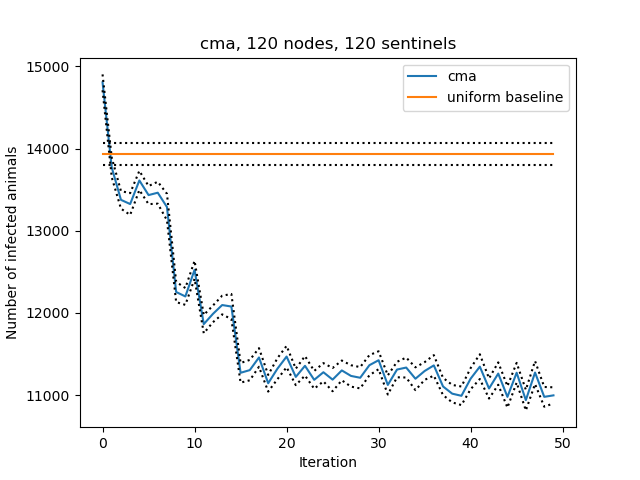 cma, 120 nodes, 120 sentinels
cma
uniform baseline
Number of infected animals
15000
14000
13000
12000
11000
0 10 20 30 40 50
Iteration